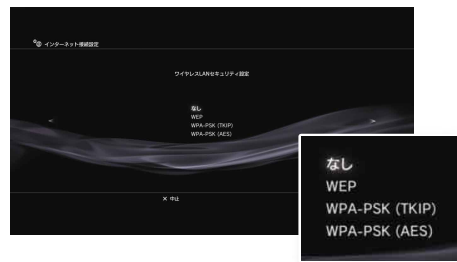 インターネット接続設定
ワイヤレスLANセキュリティ設定
なし
WEP
WPA-PSK (TKIP)
WPA-PSK (AES)
× 中止
なし
WEP
WPA-PSK (TKIP)
WPA-PSK (AES)